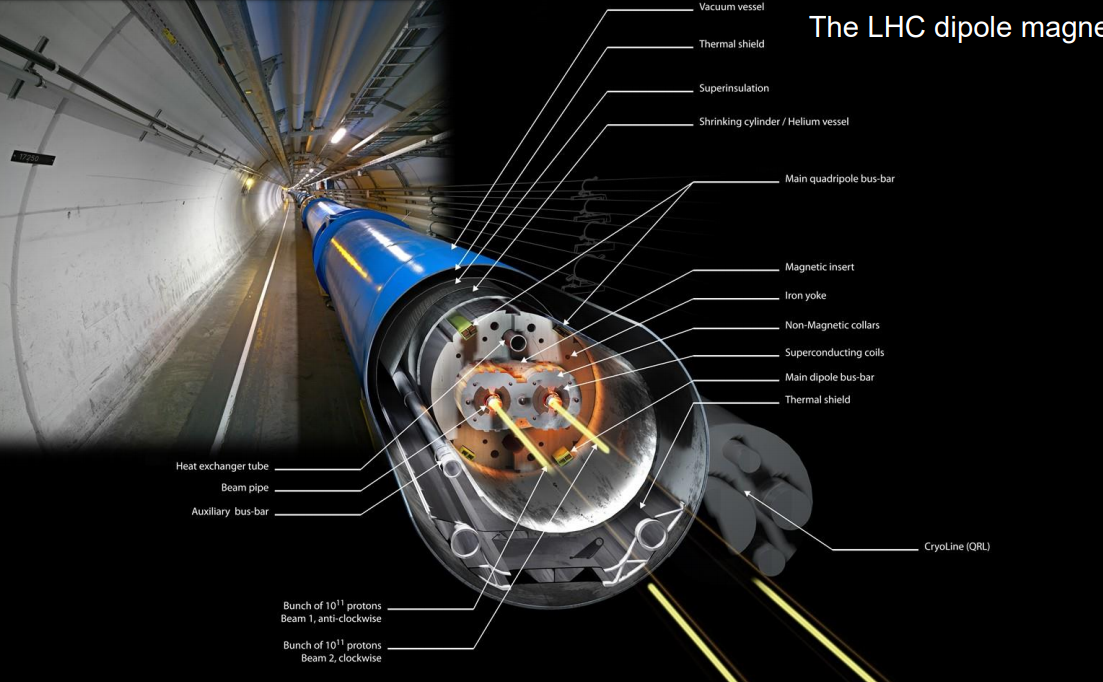 The LHC dipole magne
Vacuum vessel
Thermal shield
Superinsulation
Shrinking cylinder / Helium vessel
Main quadripole bus-bar
Magnetic insert
Iron yoke
Non-Magnetic collars
Superconducting coils
Main dipole bus-bar
Thermal shield
Heat exchanger tube
Beam pipe
Auxiliary bus-bar
CryoLine (QRL)
Bunch of 10¹¹ protons
Beam 1, anti-clockwise
Bunch of 10¹¹ protons
Beam 2, clockwise